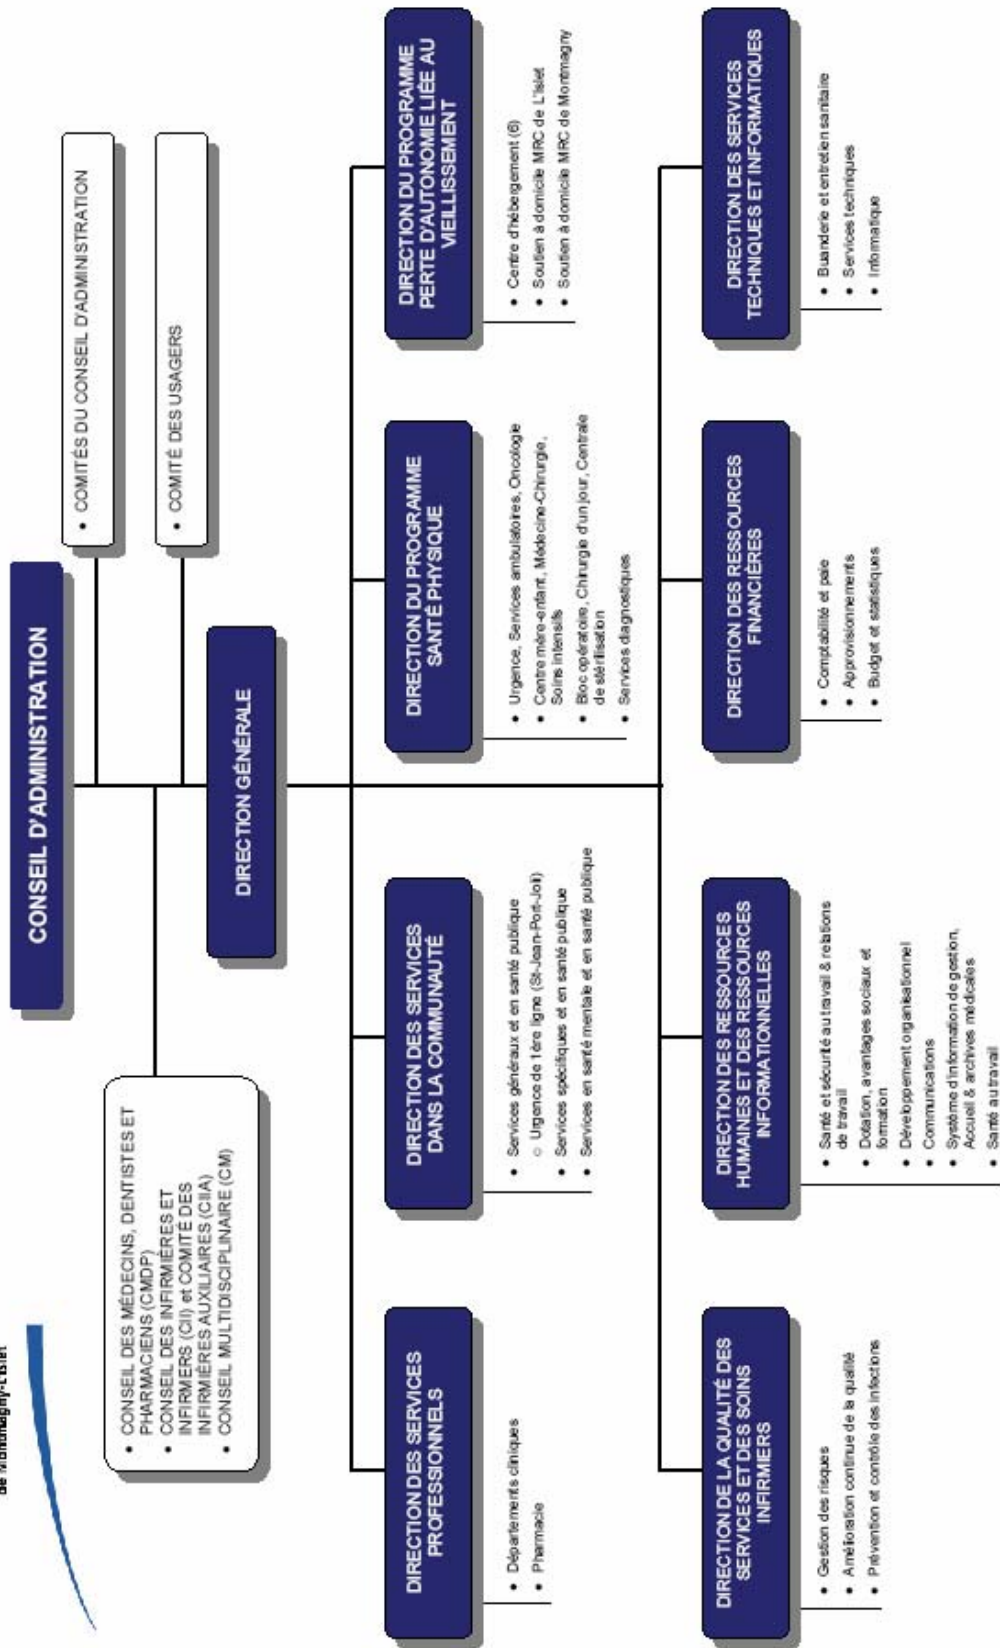 de Montmagny-L'Islet
CONSEIL D'ADMINISTRATION
• COMITÉS DU CONSEIL D'ADMINISTRATION
• COMITÉ DES USAGERS
• CONSEIL DES MÉDECINS, DENTISTES ET
PHARMACIENS (CMDP)
• CONSEIL DES INFIRMIÈRES ET
INFIRMIERS (CII) et COMITÉ DES
INFIRMIÈRES AUXILIAIRES (CIIA)
• CONSEIL MULTIDISCIPLINAIRE (CM)
DIRECTION GÉNÉRALE
DIRECTION DES SERVICES
PROFESSIONNELS
• Départements cliniques
• Pharmacie
DIRECTION DES SERVICES
DANS LA COMMUNAUTÉ
• Services généraux et en santé publique
○ Urgence de 1ère ligne (St-Jean-Port-Joli)
• Services spécifiques et en santé publique
• Services en santé mentale et en santé publique
DIRECTION DU PROGRAMME
SANTÉ PHYSIQUE
• Urgence, Services ambulatoires, Oncologie
• Centre mère-enfant, Médecine-Chirurgie,
Soins intensifs
• Bloc opératoire, Chirurgie d'un jour, Centrale
de stérilisation
• Services diagnostiques
DIRECTION DU PROGRAMME
PERTE D'AUTONOMIE LIÉE AU
VIEILLISSEMENT
• Centre d'hébergement (6)
• Soutien à domicile MRC de L'Islet
• Soutien à domicile MRC de Montmagny
DIRECTION DE LA QUALITÉ DES
SERVICES ET DES SOINS
INFIRMIERS
• Gestion des risques
• Amélioration continue de la qualité
• Prévention et contrôle des infections
DIRECTION DES RESSOURCES
HUMAINES ET DES RESSOURCES
INFORMATIONNELLES
• Santé et sécurité au travail & relations
de travail
• Dotation, avantages sociaux et
formation
• Développement organisationnel
• Communications
• Système d'information de gestion,
Accueil & archives médicales
• Santé au travail
DIRECTION DES RESSOURCES
FINANCIÈRES
• Comptabilité et paie
• Approvisionnements
• Budget et statistiques
DIRECTION DES SERVICES
TECHNIQUES ET INFORMATIQUES
• Buanderie et entretien sanitaire
• Services techniques
• Informatique